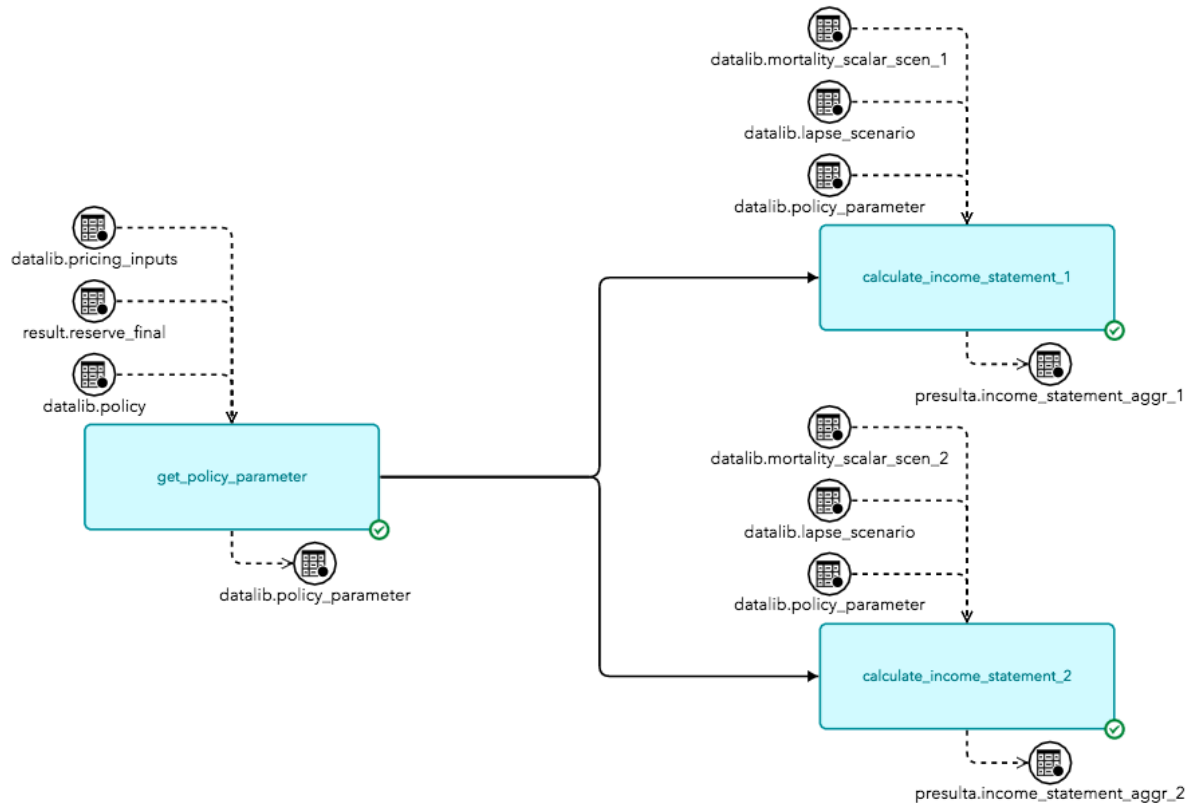 datalib.mortality_scalar_scen_1
datalib.lapse_scenario
datalib.policy_parameter
calculate_income_statement_1
presulta.income_statement_aggr_1
datalib.pricing_inputs
result.reserve_final
datalib.policy
get_policy_parameter
datalib.policy_parameter
datalib.mortality_scalar_scen_2
datalib.lapse_scenario
datalib.policy_parameter
calculate_income_statement_2
presulta.income_statement_aggr_2